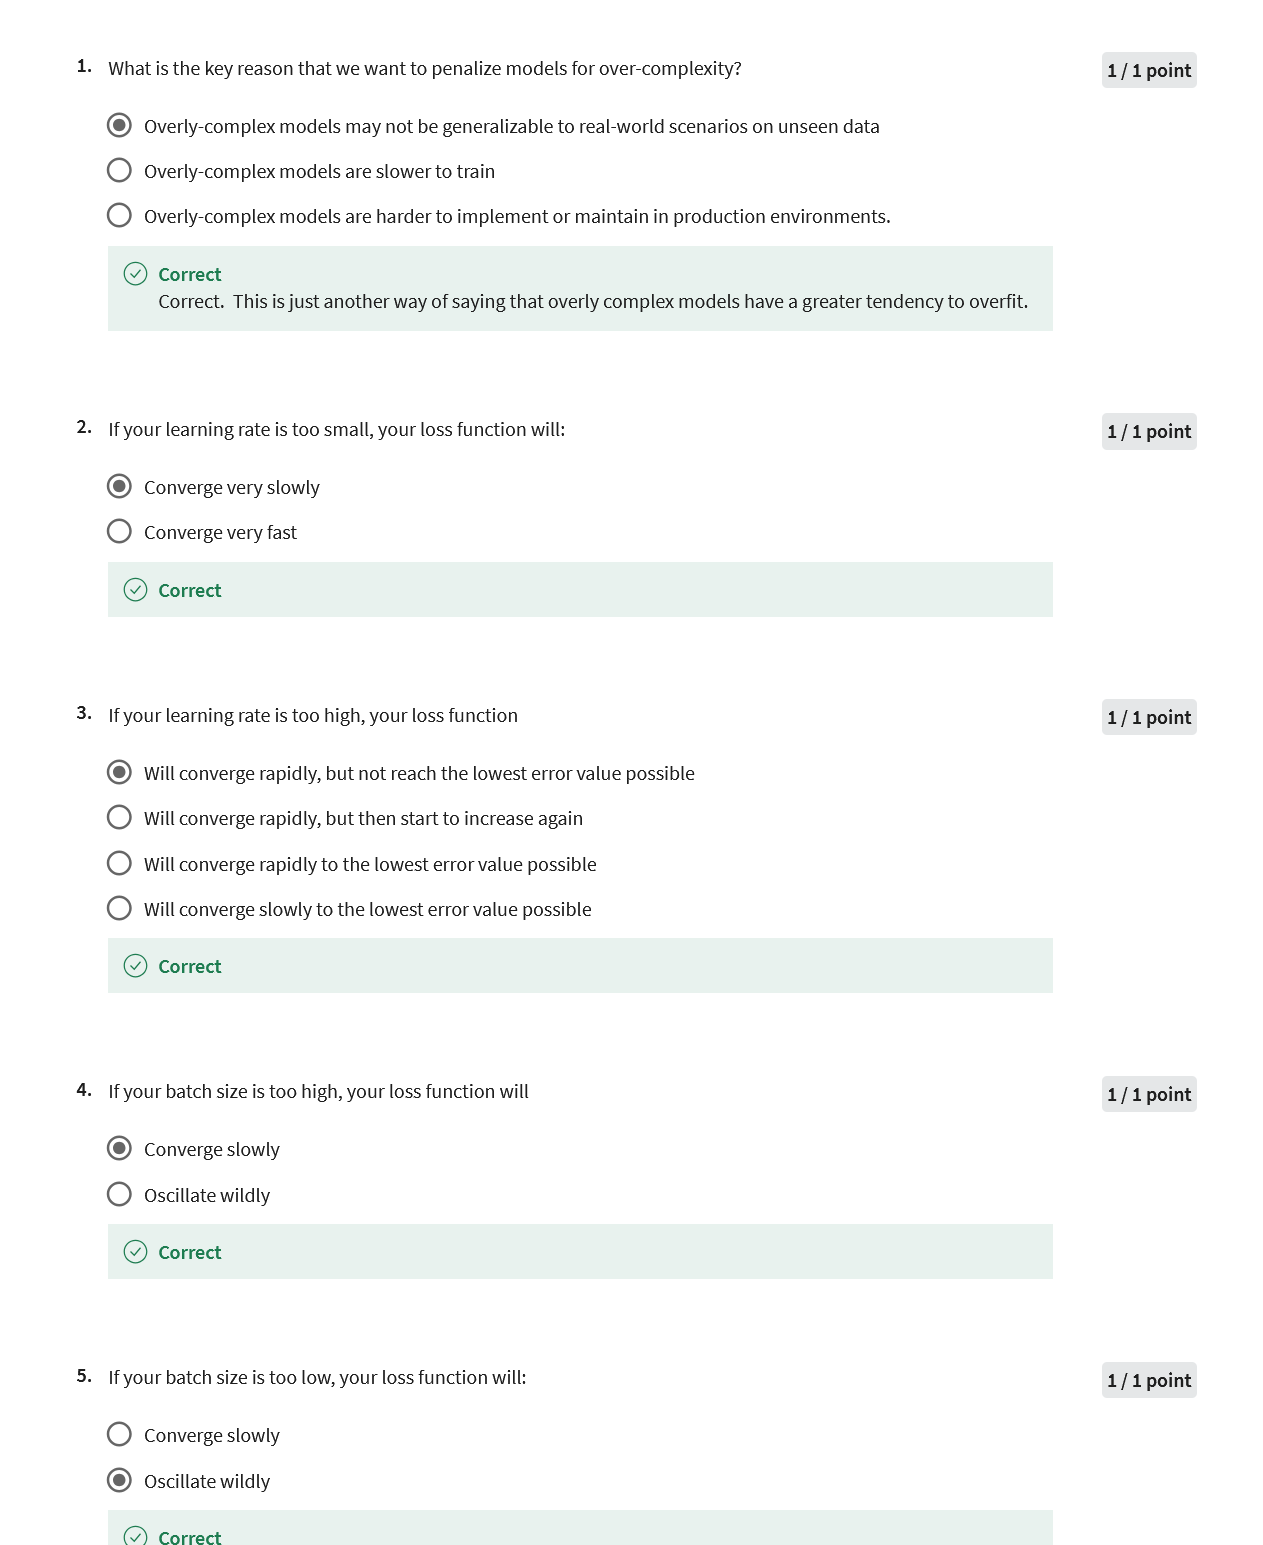 1. What is the key reason that we want to penalize models for over-complexity? 1 / 1 point
Overly-complex models may not be generalizable to real-world scenarios on unseen data
Overly-complex models are slower to train
Overly-complex models are harder to implement or maintain in production environments.
Correct
Correct.  This is just another way of saying that overly complex models have a greater tendency to overfit.
2. If your learning rate is too small, your loss function will: 1 / 1 point
Converge very slowly
Converge very fast
Correct
3. If your learning rate is too high, your loss function 1 / 1 point
Will converge rapidly, but not reach the lowest error value possible
Will converge rapidly, but then start to increase again
Will converge rapidly to the lowest error value possible
Will converge slowly to the lowest error value possible
Correct
4. If your batch size is too high, your loss function will 1 / 1 point
Converge slowly
Oscillate wildly
Correct
5. If your batch size is too low, your loss function will: 1 / 1 point
Converge slowly
Oscillate wildly
Correct